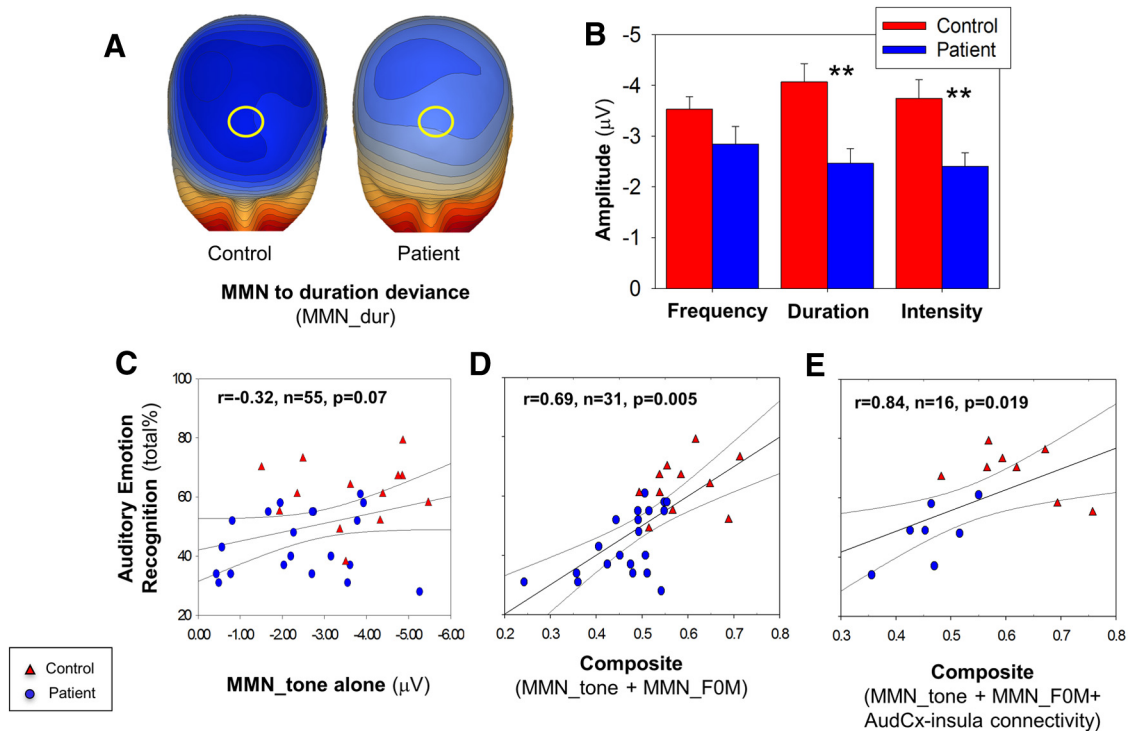 A
Control
Patient
MMN to duration deviance
(MMN_dur)
B
Control
Patient
Amplitude (μV)
-5
-4
-3
-2
-1
0
**
**
Frequency
Duration
Intensity
C
r=-0.32, n=55, p=0.07
Auditory Emotion
Recognition (total%)
100
80
60
40
20
0.00
-1.00
-2.00
-3.00
-4.00
-5.00
-6.00
MMN_tone alone (μV)
D
r=0.69, n=31, p=0.005
0.2
0.3
0.4
0.5
0.6
0.7
0.8
Composite
(MMN_tone + MMN_F0M)
E
r=0.84, n=16, p=0.019
0.3
0.4
0.5
0.6
0.7
0.8
Composite
(MMN_tone + MMN_F0M+
AudCx-insula connectivity)
Control
Patient